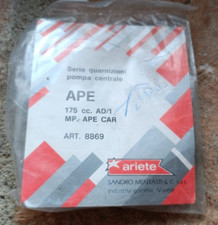 Serie guarnizioni
pompa centrale
APE
175 cc. AD/1
MP. APE CAR
ART. 8869
ariete
SANDRO MENTASTI & C.